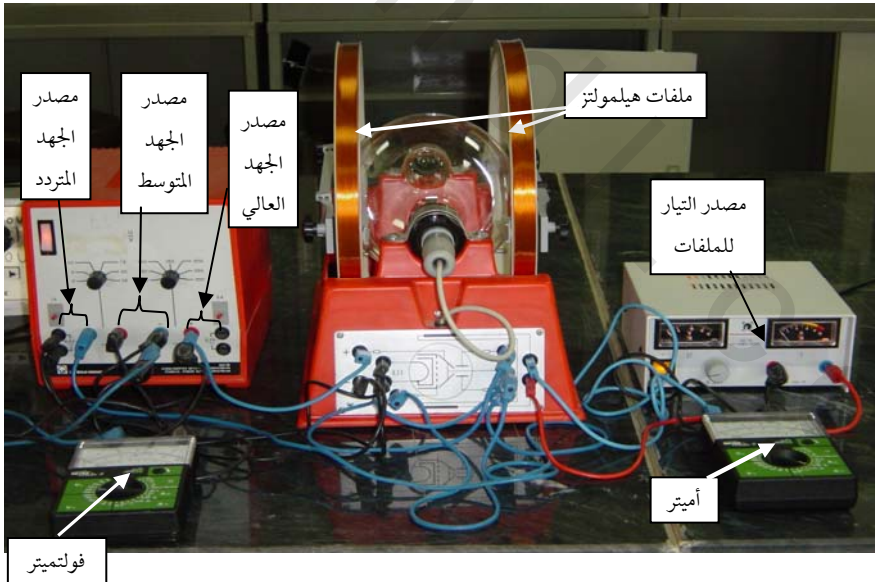 مصدر
الجهد
المتردد
مصدر
الجهد
المتوسط
مصدر
الجهد
العالي
ملفات هيلمولتز
مصدر التيار
للملفات
أميتر
فولتميتر